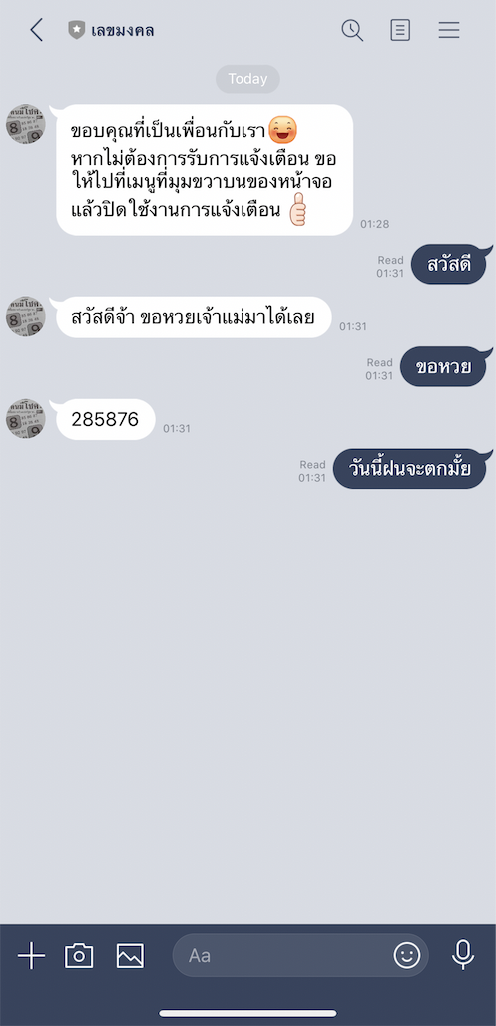 เลขมงคล
Today
ขอบคุณที่เป็นเพื่อนกับเรา
หากไม่ต้องการรับการแจ้งเตือน ขอ
ให้ไปที่เมนูที่มุมขวาบนของหน้าจอ
แล้วปิดใช้งานการแจ้งเตือน
01:28
Read
01:31
สวัสดี
สวัสดีจ้า ขอหวยเจ้าแม่มาได้เลย
01:31
Read
01:31
ขอหวย
285876
01:31
Read
01:31
วันนี้ฝนจะตกมั้ย
Aa